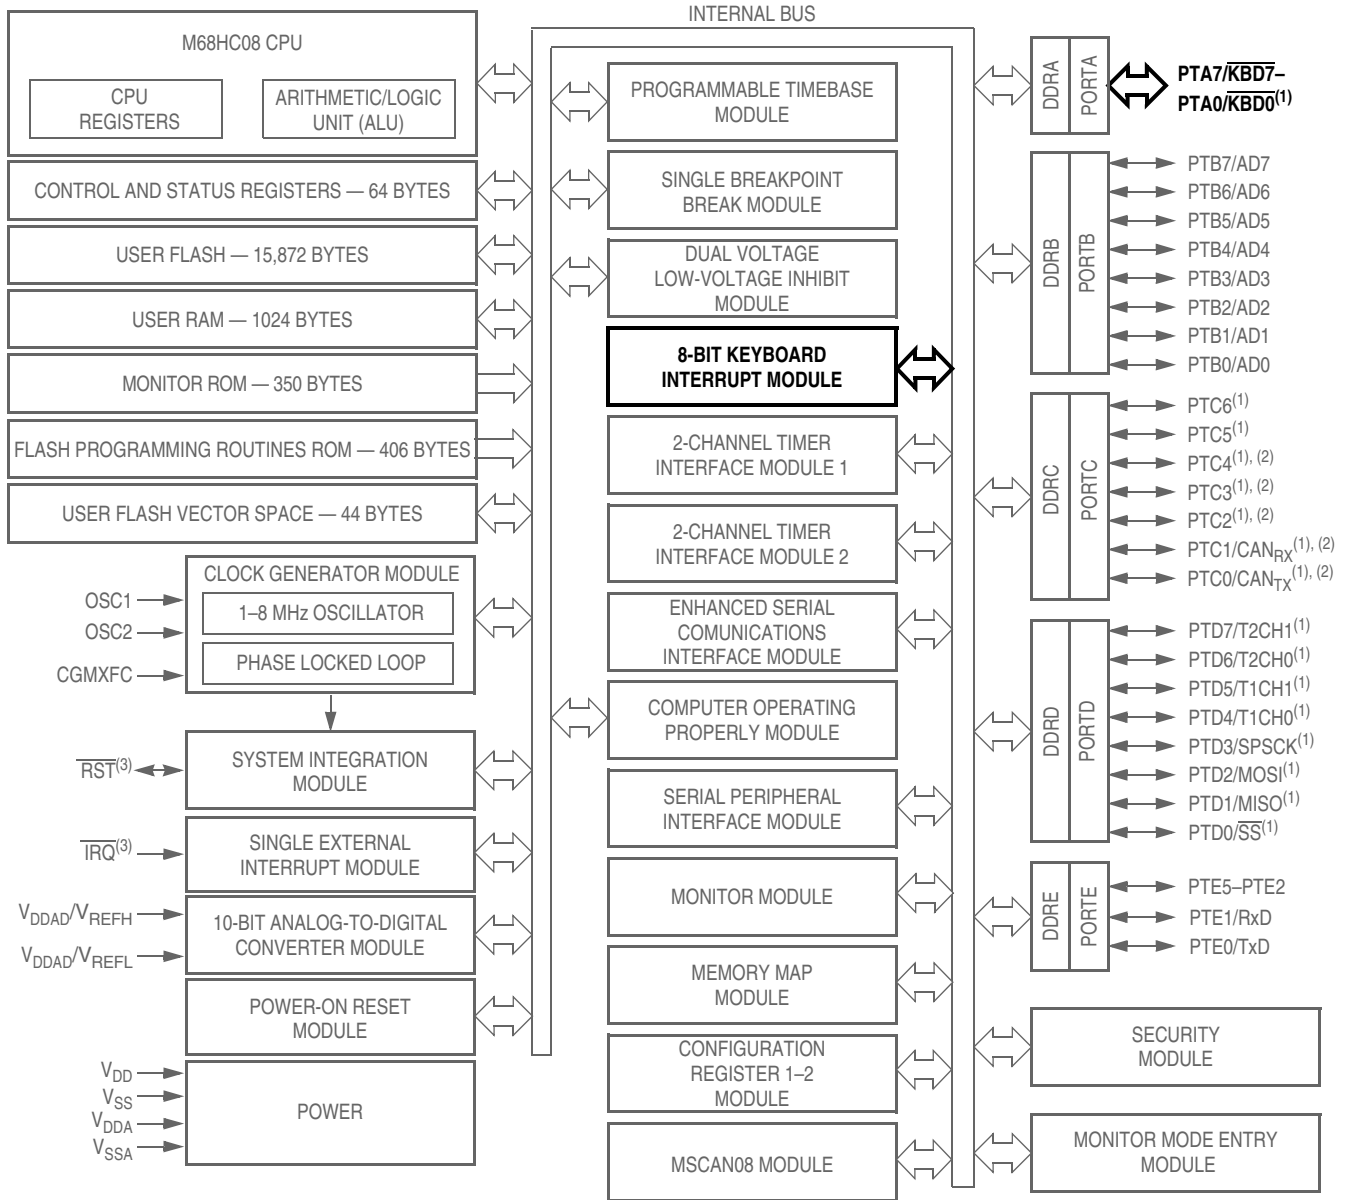 INTERNAL BUS
M68HC08 CPU
CPU
REGISTERS
ARITHMETIC/LOGIC
UNIT (ALU)
CONTROL AND STATUS REGISTERS — 64 BYTES
USER FLASH — 15,872 BYTES
USER RAM — 1024 BYTES
MONITOR ROM — 350 BYTES
FLASH PROGRAMMING ROUTINES ROM — 406 BYTES
USER FLASH VECTOR SPACE — 44 BYTES
CLOCK GENERATOR MODULE
1–8 MHz OSCILLATOR
PHASE LOCKED LOOP
OSC1
OSC2
CGMXFC
SYSTEM INTEGRATION
MODULE
RST(3)
SINGLE EXTERNAL
INTERRUPT MODULE
IRQ(3)
10-BIT ANALOG-TO-DIGITAL
CONVERTER MODULE
VDDAD/VREFH
VDDAD/VREFL
POWER-ON RESET
MODULE
POWER
VDD
VSS
VDDA
VSSA
PROGRAMMABLE TIMEBASE
MODULE
SINGLE BREAKPOINT
BREAK MODULE
DUAL VOLTAGE
LOW-VOLTAGE INHIBIT
MODULE
8-BIT KEYBOARD
INTERRUPT MODULE
2-CHANNEL TIMER
INTERFACE MODULE 1
2-CHANNEL TIMER
INTERFACE MODULE 2
ENHANCED SERIAL
COMUNICATIONS
INTERFACE MODULE
COMPUTER OPERATING
PROPERLY MODULE
SERIAL PERIPHERAL
INTERFACE MODULE
MONITOR MODULE
MEMORY MAP
MODULE
CONFIGURATION
REGISTER 1–2
MODULE
MSCAN08 MODULE
DDRA
PORTA
PTA7/KBD7–
PTA0/KBD0(1)
DDRB
PORTB
PTB7/AD7
PTB6/AD6
PTB5/AD5
PTB4/AD4
PTB3/AD3
PTB2/AD2
PTB1/AD1
PTB0/AD0
DDRC
PORTC
PTC6(1)
PTC5(1)
PTC4(1), (2)
PTC3(1), (2)
PTC2(1), (2)
PTC1/CANRX(1), (2)
PTC0/CANTX(1), (2)
DDRD
PORTD
PTD7/T2CH1(1)
PTD6/T2CH0(1)
PTD5/T1CH1(1)
PTD4/T1CH0(1)
PTD3/SPSCK(1)
PTD2/MOSI(1)
PTD1/MISO(1)
PTD0/SS(1)
DDRE
PORTE
PTE5–PTE2
PTE1/RxD
PTE0/TxD
SECURITY
MODULE
MONITOR MODE ENTRY
MODULE